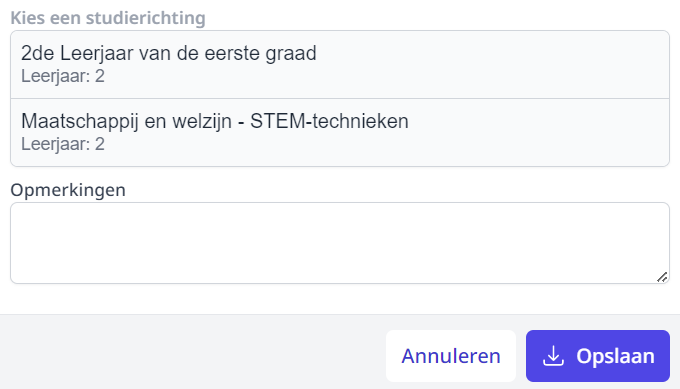 Kies een studierichting
2de Leerjaar van de eerste graad
Leerjaar: 2
Maatschappij en welzijn - STEM-technieken
Leerjaar: 2
Opmerkingen
Annuleren
Opslaan